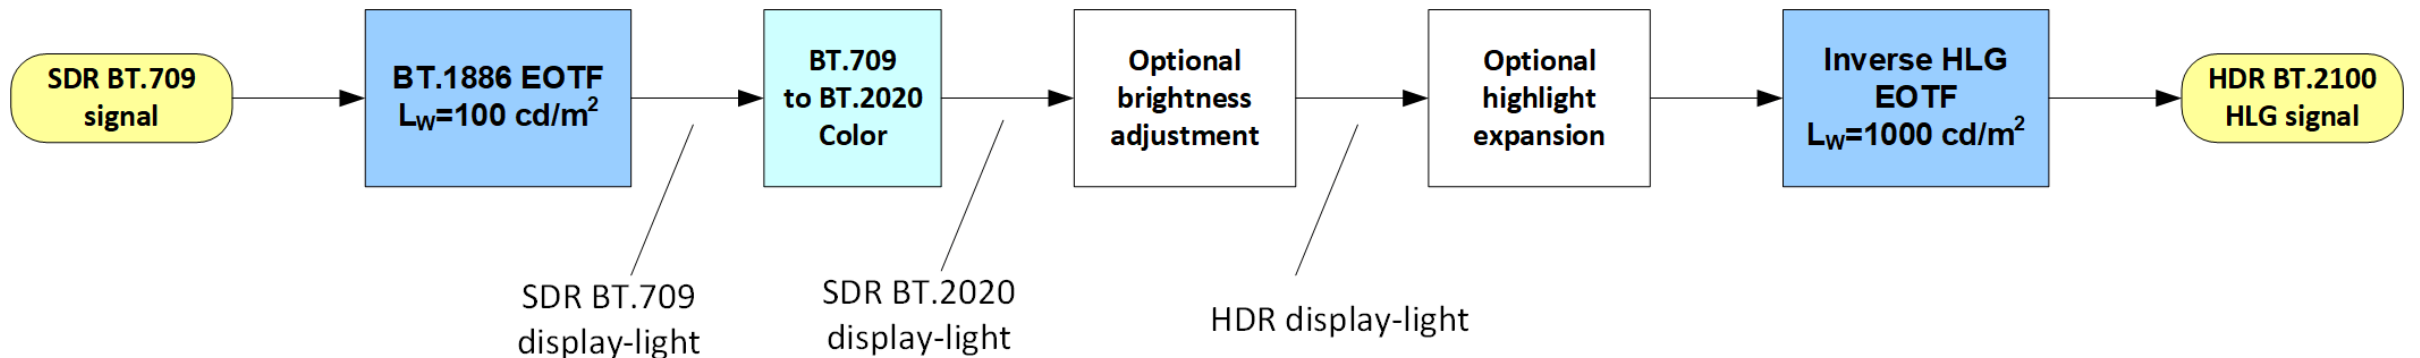 SDR BT.709
signal
BT.1886 EOTF
LW=100 cd/m²
BT.709
to BT.2020
Color
Optional
brightness
adjustment
Optional
highlight
expansion
Inverse HLG
EOTF
LW=1000 cd/m²
HDR BT.2100
HLG signal
SDR BT.709
display-light
SDR BT.2020
display-light
HDR display-light